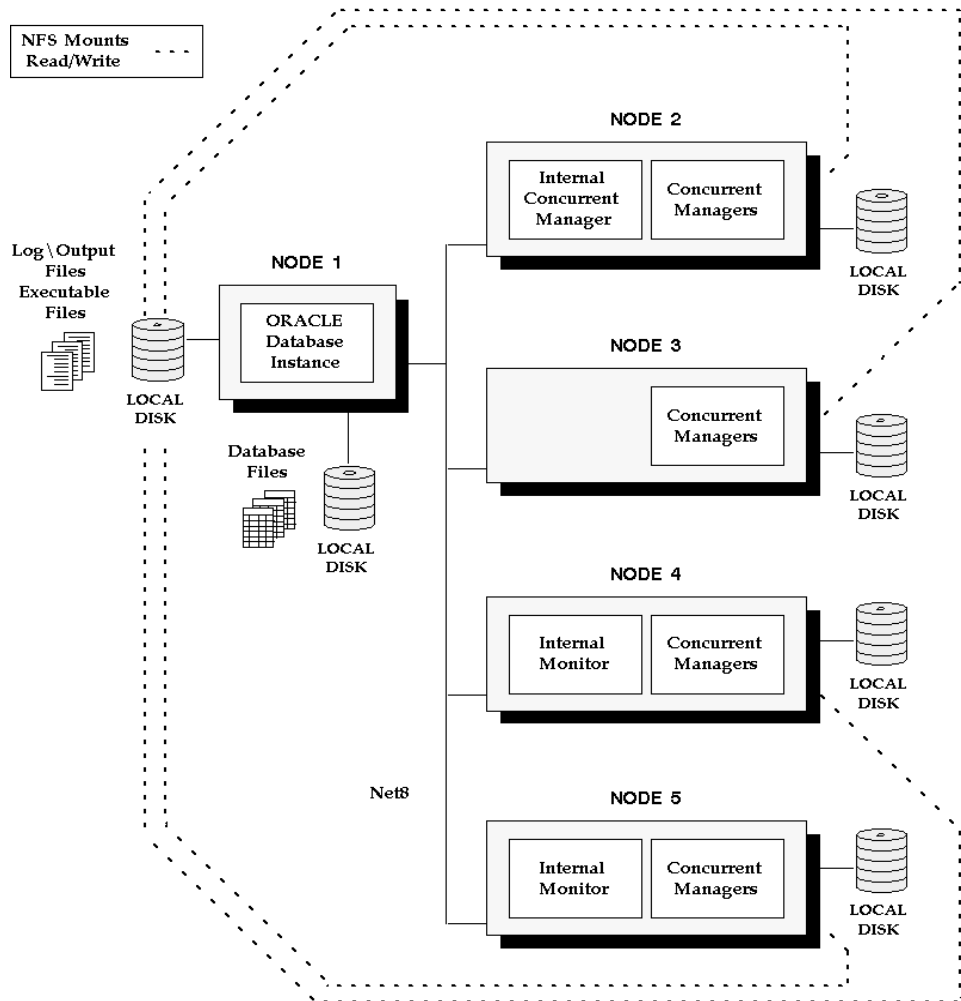 NFS Mounts
Read/Write
NODE 2
Internal
Concurrent
Manager
Concurrent
Managers
LOCAL
DISK
Log\Output
Files
Executable
Files
LOCAL
DISK
NODE 1
ORACLE
Database
Instance
Database
Files
LOCAL
DISK
NODE 3
Concurrent
Managers
LOCAL
DISK
NODE 4
Internal
Monitor
Concurrent
Managers
LOCAL
DISK
Net8
NODE 5
Internal
Monitor
Concurrent
Managers
LOCAL
DISK